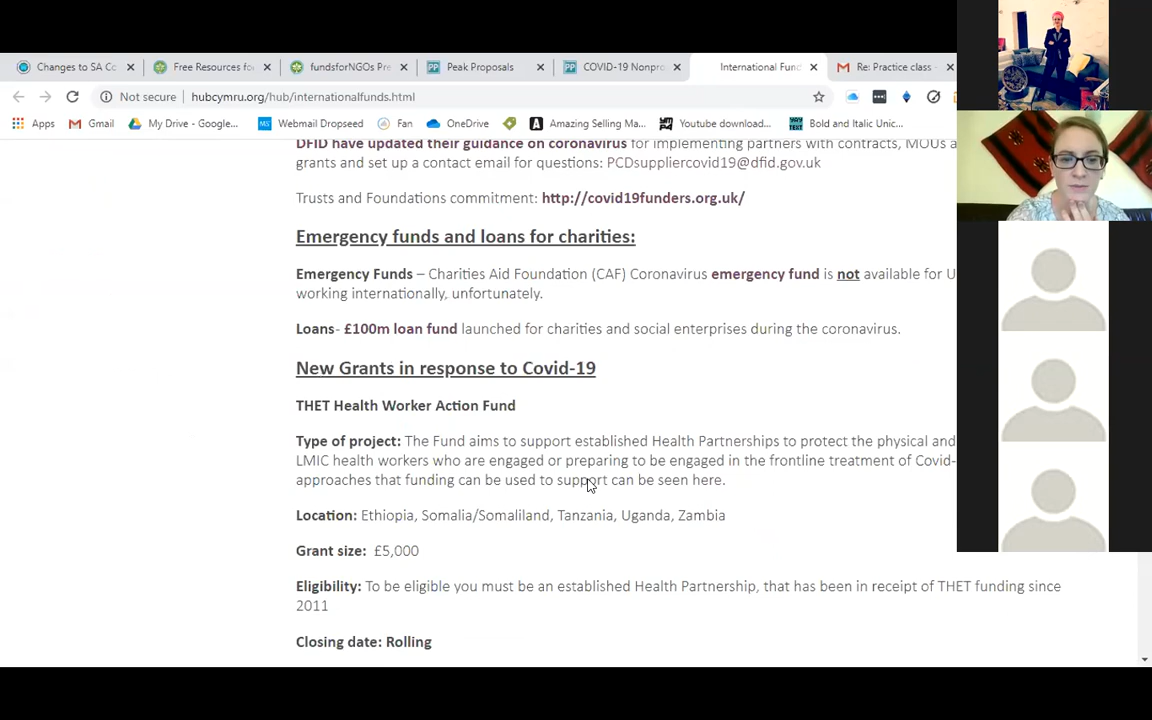 Changes to SA Co
Free Resources fo
fundsforNGOs Pre
Peak Proposals
COVID-19 Nonpro
International Fund
Re: Practice class -
Not secure
hubcymru.org/hub/internationalfunds.html
Apps
Gmail
My Drive - Google...
Webmail Dropseed
Fan
OneDrive
Amazing Selling Ma...
Youtube download...
Bold and Italic Unic...
DFID have updated their guidance on coronavirus for implementing partners with contracts, MOUs a
grants and set up a contact email for questions: PCDsuppliercovid19@dfid.gov.uk
Trusts and Foundations commitment: http://covid19funders.org.uk/
Emergency funds and loans for charities:
Emergency Funds – Charities Aid Foundation (CAF) Coronavirus emergency fund is not available for U
working internationally, unfortunately.
Loans- £100m loan fund launched for charities and social enterprises during the coronavirus.
New Grants in response to Covid-19
THET Health Worker Action Fund
Type of project: The Fund aims to support established Health Partnerships to protect the physical and
LMIC health workers who are engaged or preparing to be engaged in the frontline treatment of Covid-
approaches that funding can be used to support can be seen here.
Location: Ethiopia, Somalia/Somaliland, Tanzania, Uganda, Zambia
Grant size: £5,000
Eligibility: To be eligible you must be an established Health Partnership, that has been in receipt of THET funding since
2011
Closing date: Rolling